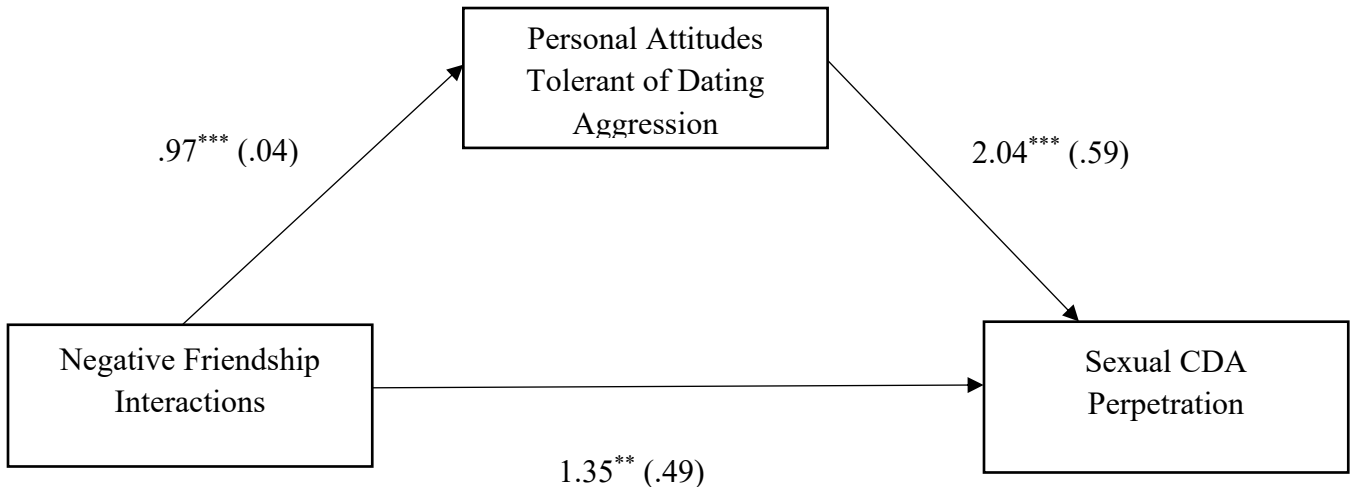 Personal Attitudes
Tolerant of Dating
Aggression
.97*** (.04)
2.04*** (.59)
Negative Friendship
Interactions
Sexual CDA
Perpetration
1.35** (.49)